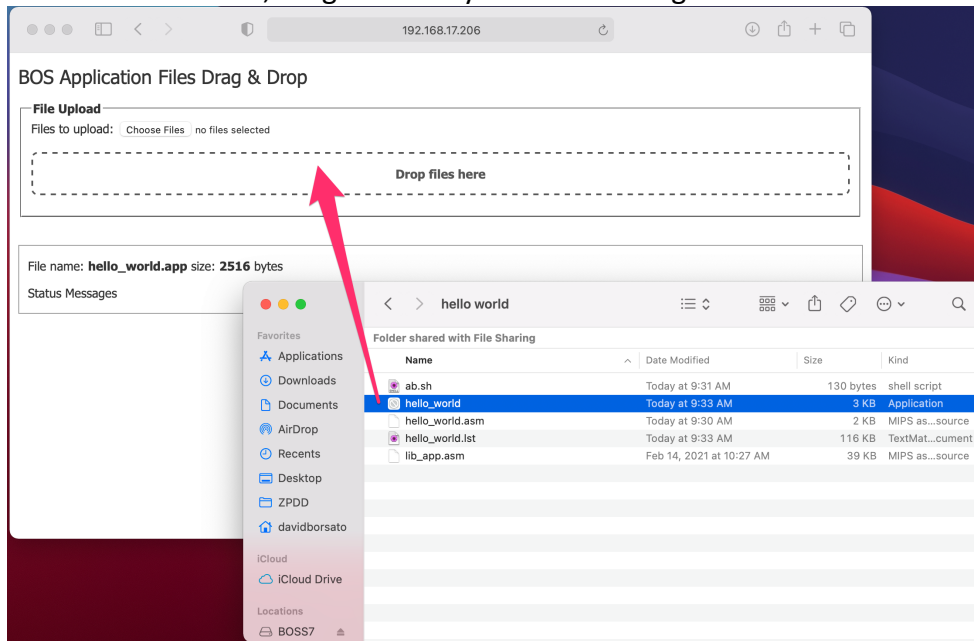 192.168.17.206
BOS Application Files Drag & Drop
File Upload
Files to upload: Choose Files no files selected
Drop files here
File name: hello_world.app size: 2516 bytes
Status Messages
hello world
Favorites
Applications
Downloads
Documents
AirDrop
Recents
Desktop
ZPDD
davidborsato
iCloud
iCloud Drive
Locations
BOSS7
Folder shared with File Sharing
Name Date Modified Size Kind
ab.sh Today at 9:31 AM 130 bytes shell script
hello_world Today at 9:33 AM 3 KB Application
hello_world.asm Today at 9:30 AM 2 KB MIPS as...source
hello_world.lst Today at 9:33 AM 116 KB TextMat...cument
lib_app.asm Feb 14, 2021 at 10:27 AM 39 KB MIPS as...source